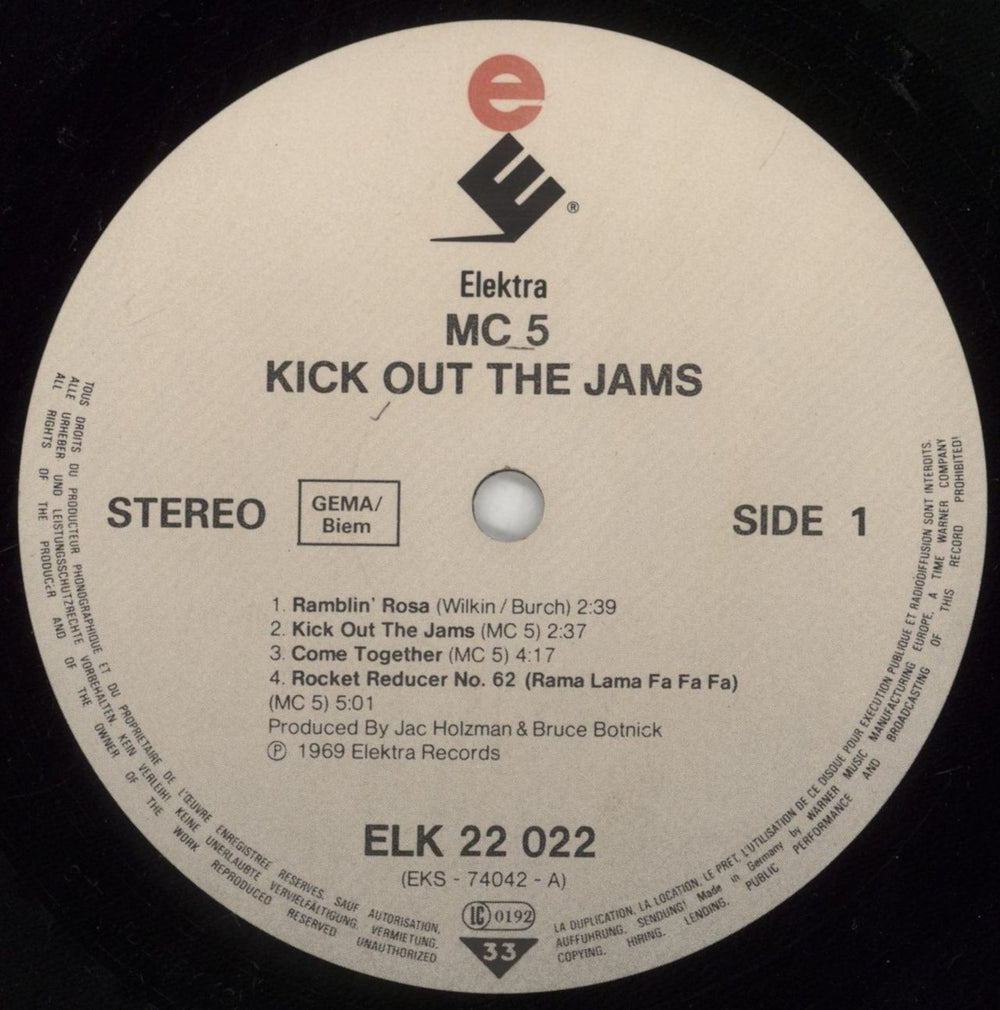 e
E®
Elektra
MC 5
KICK OUT THE JAMS
STEREO
GEMA/
Biem
SIDE 1
1. Ramblin' Rosa (Wilkin / Burch) 2:39
2. Kick Out The Jams (MC 5) 2:37
3. Come Together (MC 5) 4:17
4. Rocket Reducer No. 62 (Rama Lama Fa Fa Fa)
(MC 5) 5:01
Produced By Jac Holzman & Bruce Botnick
Ⓟ 1969 Elektra Records
ELK 22 022
(EKS - 74042 - A)
LC 0192
33
TOUS DROITS DU PRODUCTEUR PHONOGRAPHIQUE ET DU PROPRIETAIRE DE L'ŒUVRE ENREGISTREE RESERVES. SAUF AUTORISATION, LA DUPLICATION, LA LOCATION, LE PRET, L'UTILISATION DE CE DISQUE POUR EXECUTION PUBLIQUE ET RADIODIFFUSION SONT INTERDITS.
ALLE URHEBER UND LEISTUNGSSCHUTZRECHTE VORBEHALTEN. KEIN VERLEIH! KEINE UNERLAUBTE VERVIELFÄLTIGUNG, VERMIETUNG, AUFFUHRUNG, SENDUNG! Made in Germany by WARNER MUSIC MANUFACTURING EUROPE, A TIME WARNER COMPANY
ALL RIGHTS OF THE PRODUCER AND OF THE OWNER OF THE WORK REPRODUCED RESERVED. UNAUTHORIZED COPYING. HIRING. LENDING. PUBLIC PERFORMANCE AND BROADCASTING OF THIS RECORD PROHIBITED!